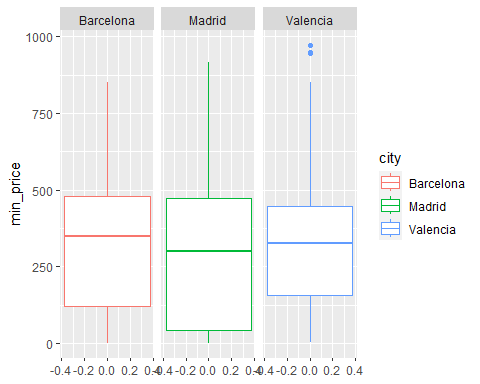 Barcelona Madrid Valencia
1000
750
500
250
0
min_price
-0.4 -0.2 0.0 0.2 0.4 -0.4 -0.2 0.0 0.2 0.4 -0.4 -0.2 0.0 0.2 0.4
city
Barcelona
Madrid
Valencia